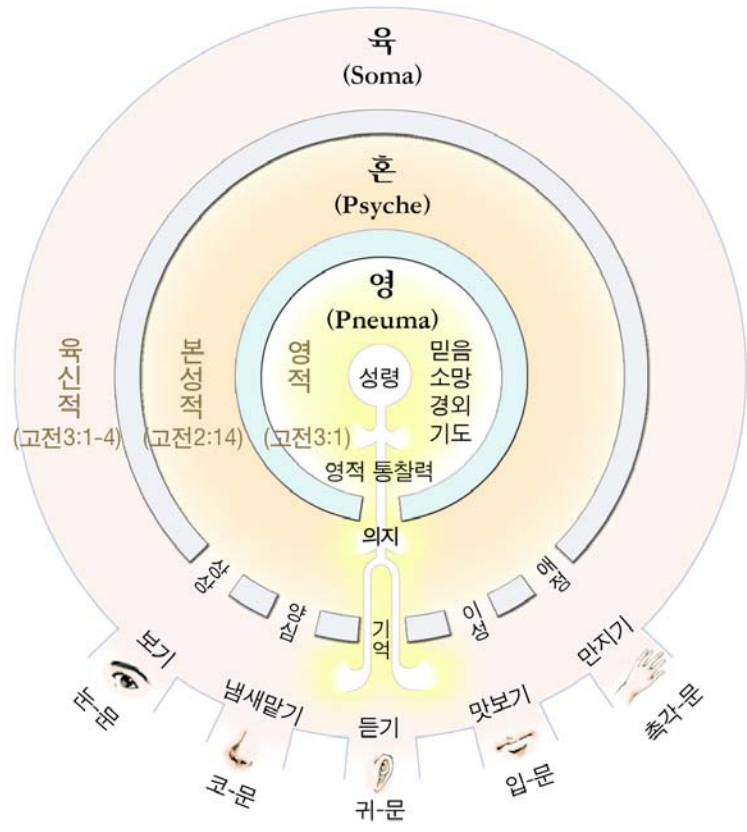 육
(Soma)
혼
(Psyche)
영
(Pneuma)
육신적
(고전3:1-4)
본성적
(고전2:14)
영적
(고전3:1)
성령
믿음
소망
경외
기도
영적 통찰력
의지
상상
양심
기억
이성
애정
보기
냄새맡기
듣기
맛보기
만지기
눈-문
코-문
귀-문
입-문
촉각-문